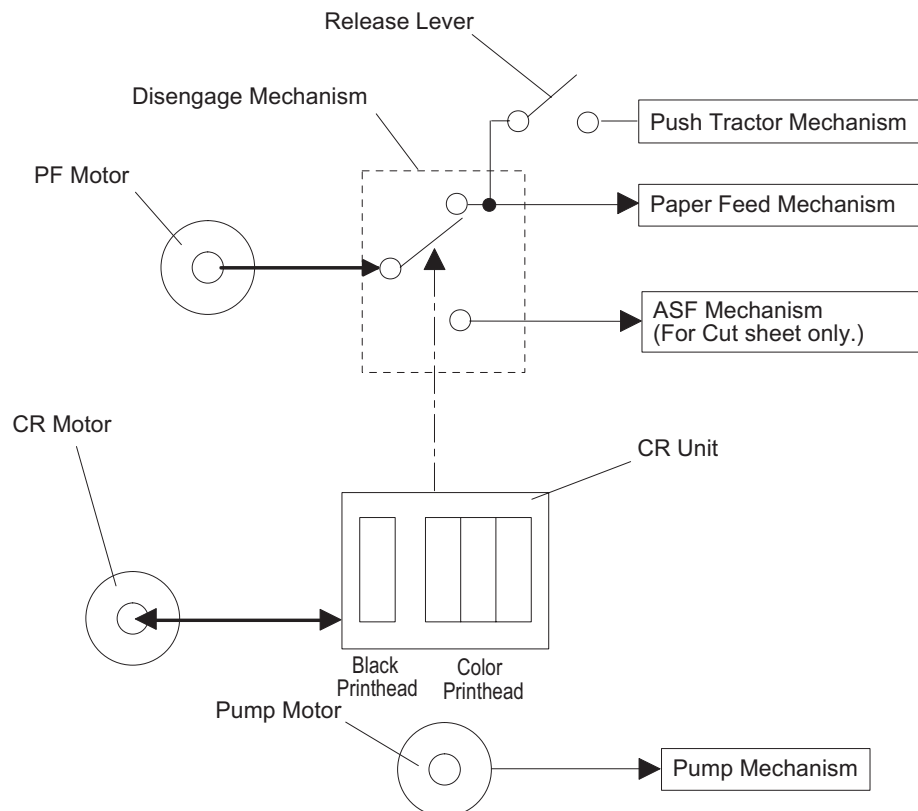 Release Lever
Disengage Mechanism
Push Tractor Mechanism
PF Motor
Paper Feed Mechanism
ASF Mechanism
(For Cut sheet only.)
CR Motor
CR Unit
Black
Printhead
Color
Printhead
Pump Motor
Pump Mechanism